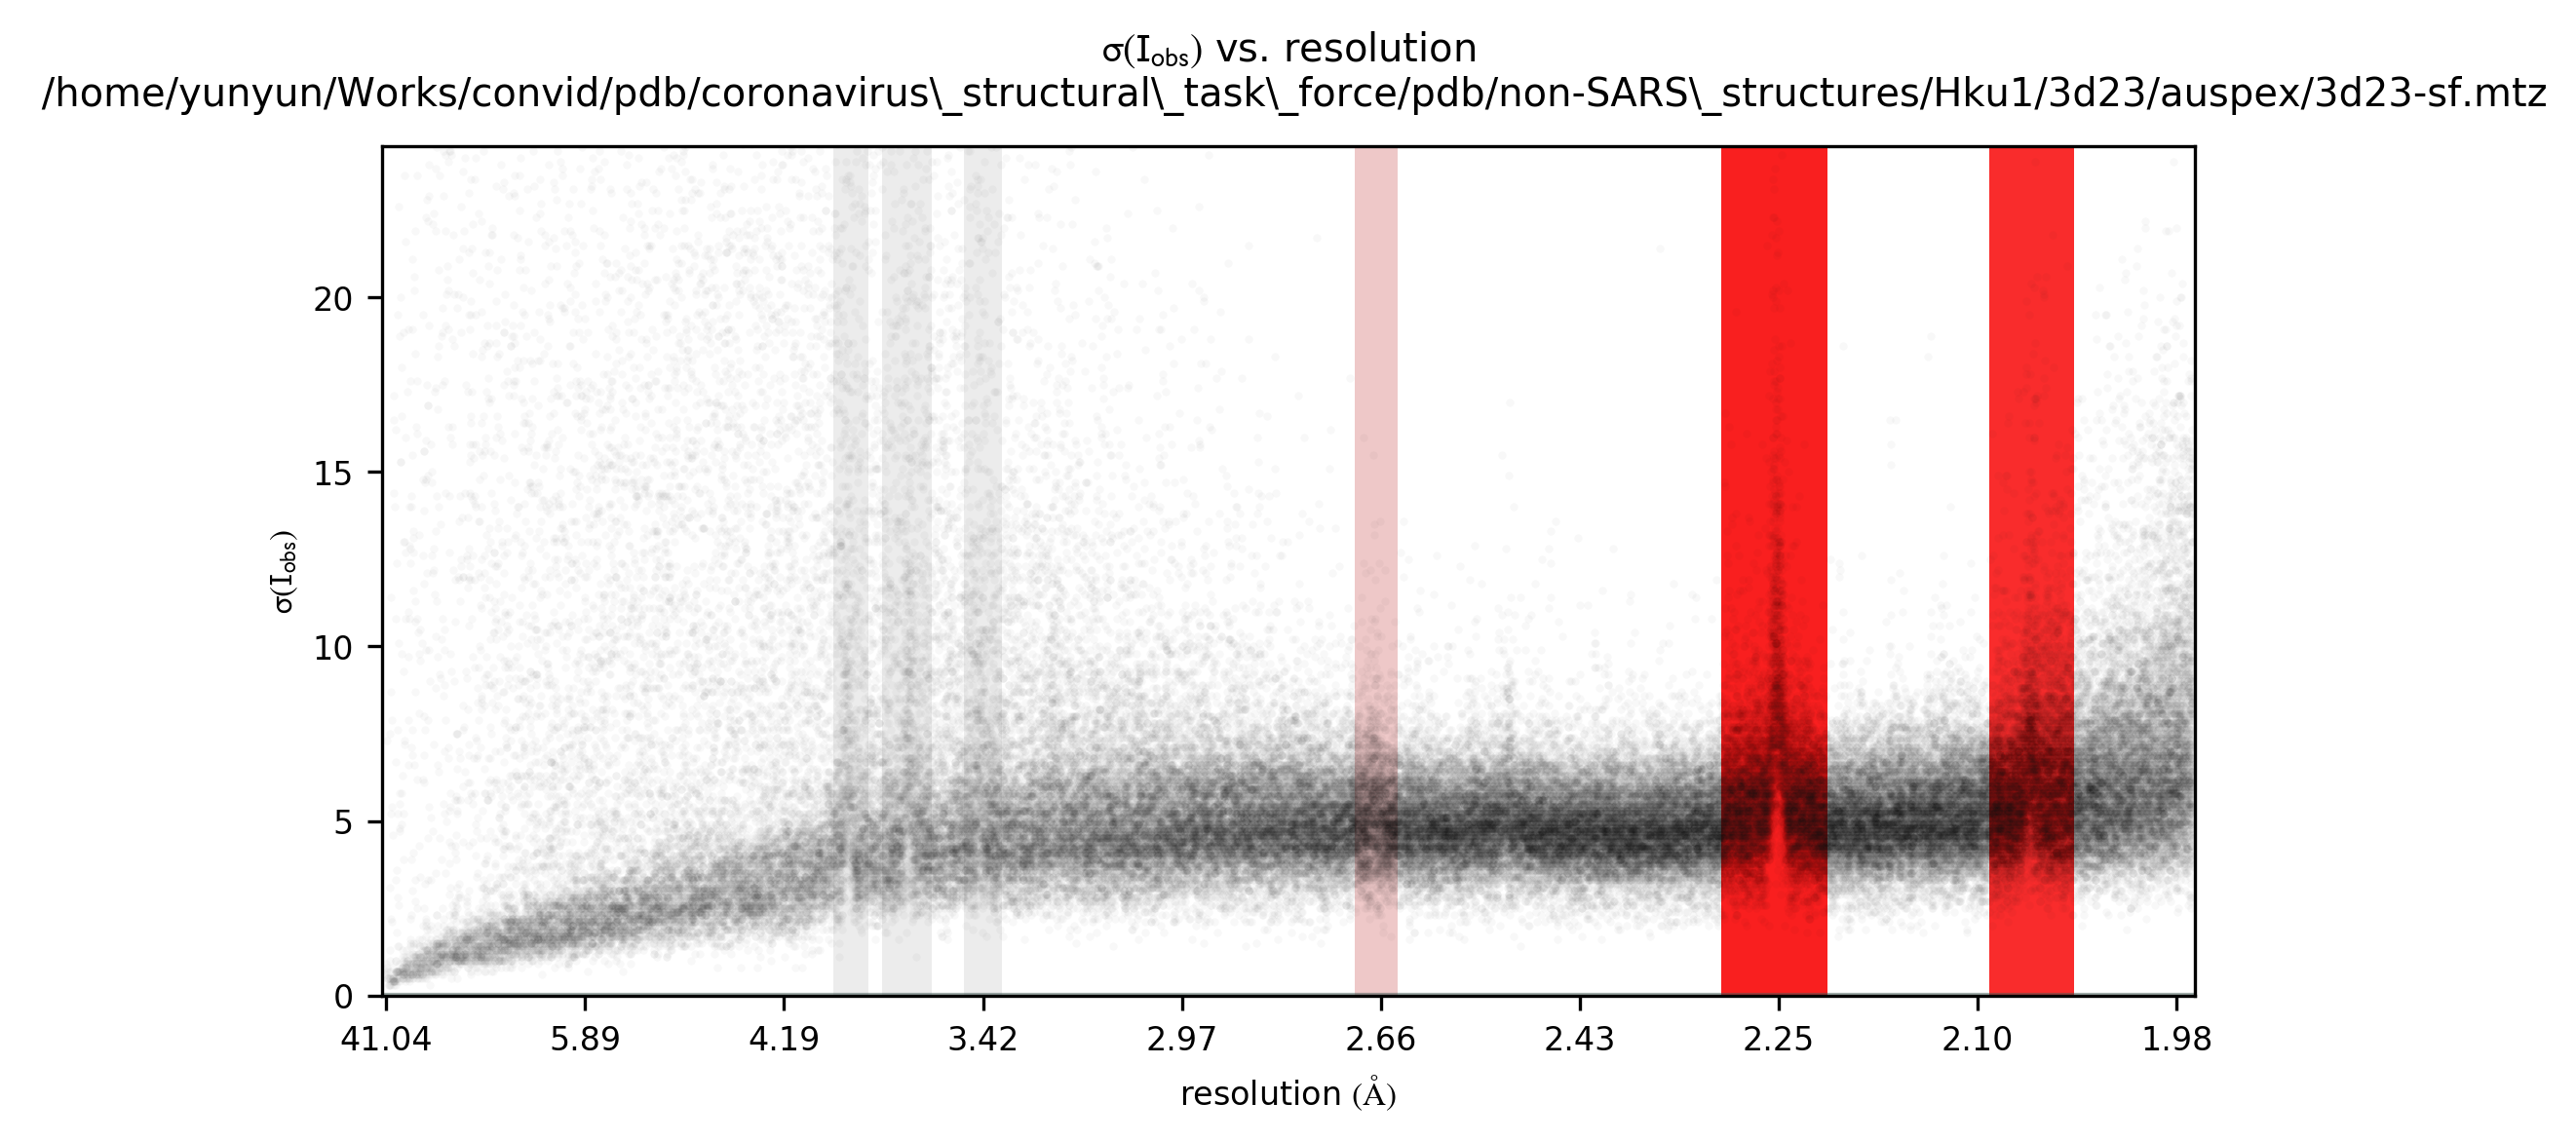 σ(Iobs) vs. resolution
/home/yunyun/Works/convid/pdb/coronavirus\_structural\_task\_force/pdb/non-SARS\_structures/Hku1/3d23/auspex/3d23-sf.mtz
20
15
10
5
0
σ(Iobs)
41.04 5.89 4.19 3.42 2.97 2.66 2.43 2.25 2.10 1.98
resolution (Å)